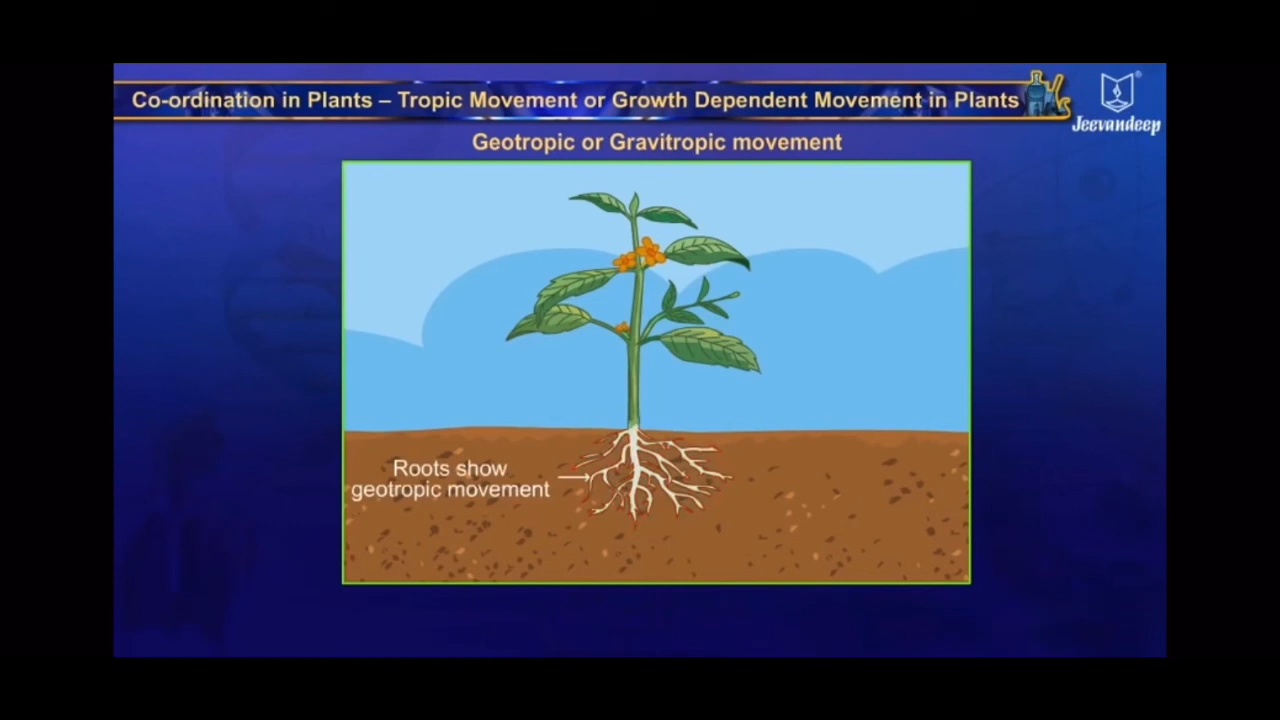 Co-ordination in Plants – Tropic Movement or Growth Dependent Movement in Plants
Jeevandeep
Geotropic or Gravitropic movement
Roots show
geotropic movement